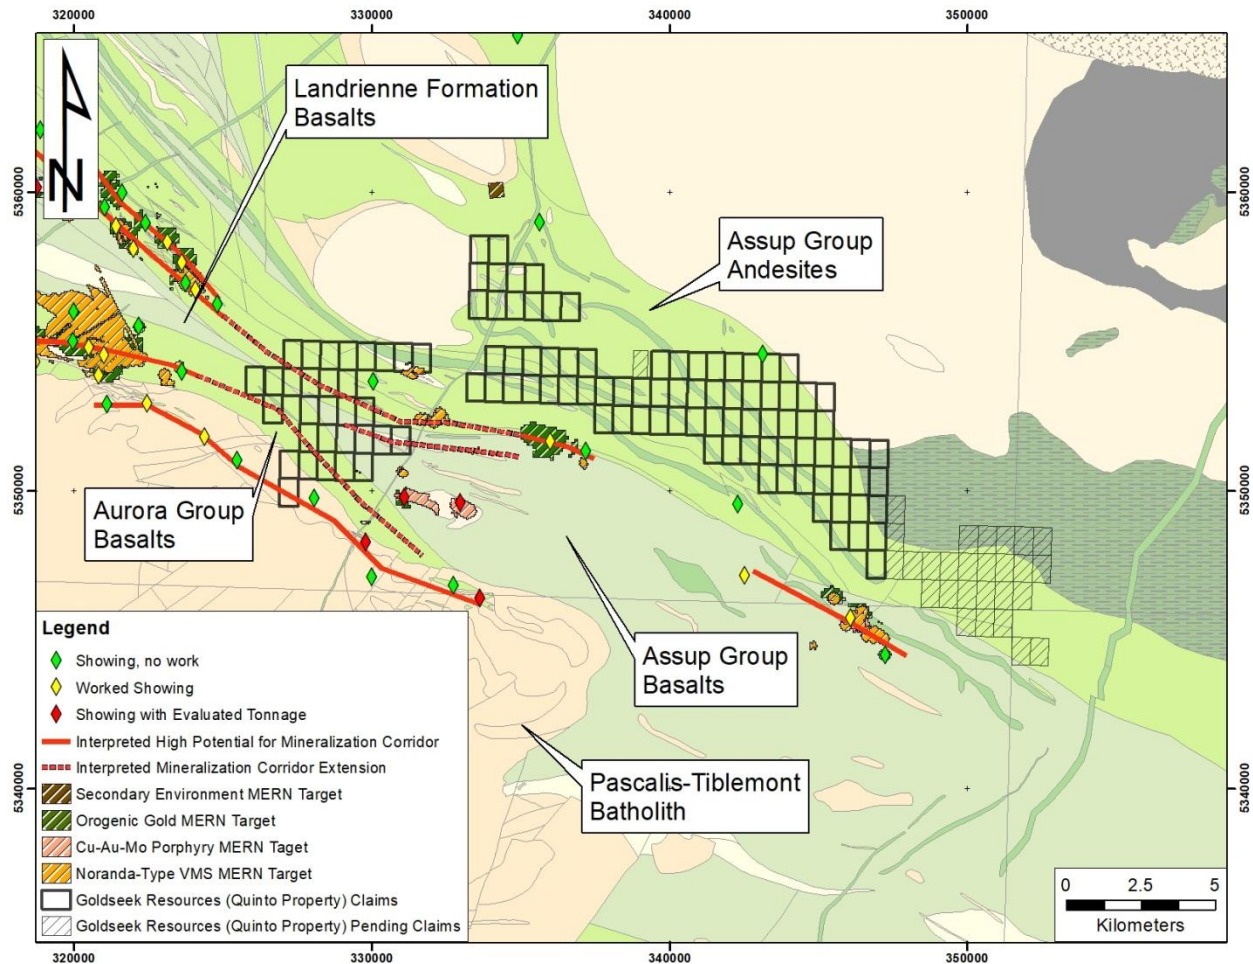 320000
330000
340000
350000
N
Landrienne Formation
Basalts
5360000
5360000
Assup Group
Andesites
5350000
5350000
Aurora Group
Basalts
Assup Group
Basalts
Pascalis-Tiblemont
Batholith
5340000
5340000
Legend
Showing, no work
Worked Showing
Showing with Evaluated Tonnage
Interpreted High Potential for Mineralization Corridor
Interpreted Mineralization Corridor Extension
Secondary Environment MERN Target
Orogenic Gold MERN Target
Cu-Au-Mo Porphyry MERN Taget
Noranda-Type VMS MERN Target
Goldseek Resources (Quinto Property) Claims
Goldseek Resources (Quinto Property) Pending Claims
0 2.5 5
Kilometers
320000
330000
340000
350000